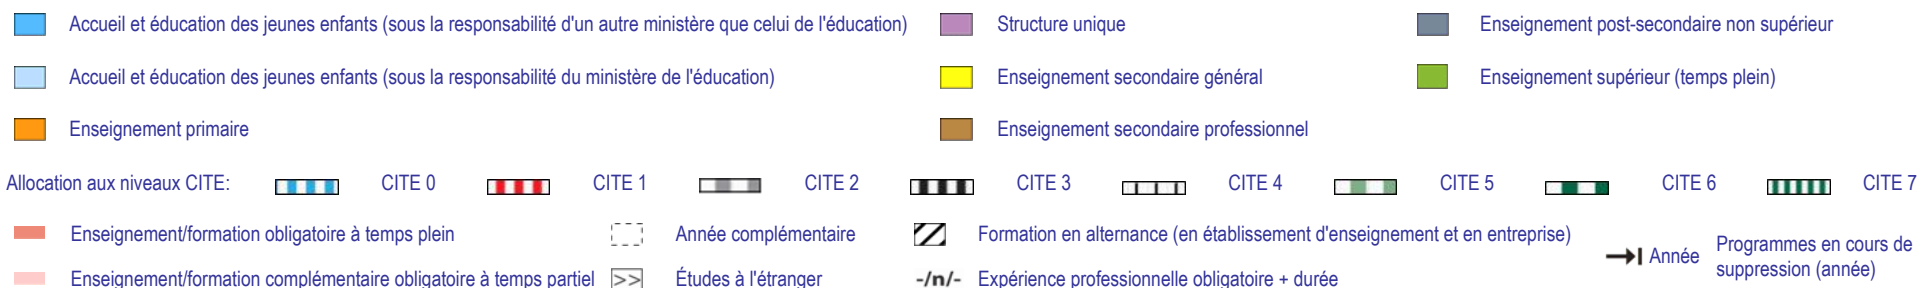 Accueil et éducation des jeunes enfants (sous la responsabilité d'un autre ministère que celui de l'éducation)
Structure unique
Enseignement post-secondaire non supérieur
Accueil et éducation des jeunes enfants (sous la responsabilité du ministère de l'éducation)
Enseignement secondaire général
Enseignement supérieur (temps plein)
Enseignement primaire
Enseignement secondaire professionnel
Allocation aux niveaux CITE: CITE 0 CITE 1 CITE 2 CITE 3 CITE 4 CITE 5 CITE 6 CITE 7
Enseignement/formation obligatoire à temps plein
Année complémentaire
Formation en alternance (en établissement d'enseignement et en entreprise)
Année
Programmes en cours de
suppression (année)
Enseignement/formation complémentaire obligatoire à temps partiel
>> Études à l'étranger
-/n/- Expérience professionnelle obligatoire + durée